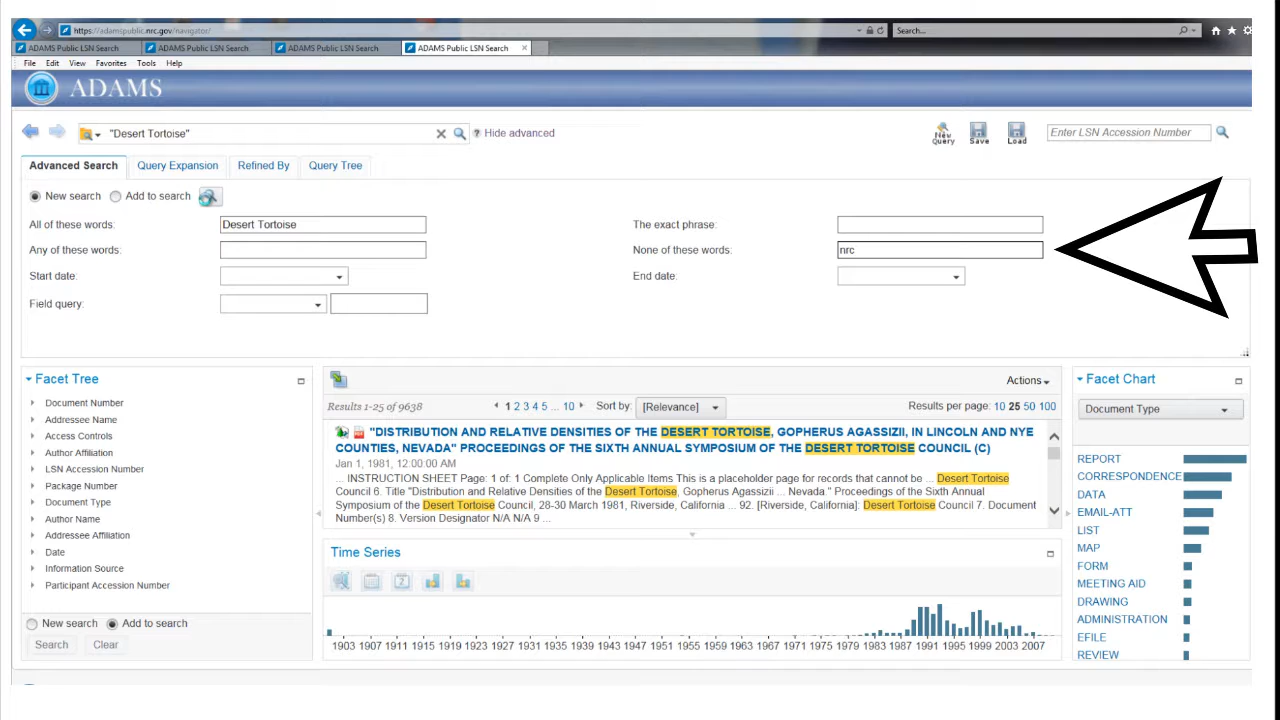 https://adamspublic.nrc.gov/navigator/
Search...
ADAMS Public LSN Search
ADAMS Public LSN Search
ADAMS Public LSN Search
ADAMS Public LSN Search
File Edit View Favorites Tools Help
ADAMS
"Desert Tortoise"
? Hide advanced
New Query
Save
Load
Enter LSN Accession Number
Advanced Search
Query Expansion
Refined By
Query Tree
New search
Add to search
All of these words: Desert Tortoise
The exact phrase:
Any of these words:
None of these words: nrc
Start date:
End date:
Field query:
Facet Tree
Document Number
Addressee Name
Access Controls
Author Affiliation
LSN Accession Number
Package Number
Document Type
Author Name
Addressee Affiliation
Date
Information Source
Participant Accession Number
New search
Add to search
Search
Clear
Actions
Results 1-25 of 9638
1 2 3 4 5 ... 10
Sort by: [Relevance]
Results per page: 10 25 50 100
"DISTRIBUTION AND RELATIVE DENSITIES OF THE DESERT TORTOISE, GOPHERUS AGASSIZII, IN LINCOLN AND NYE
COUNTIES, NEVADA" PROCEEDINGS OF THE SIXTH ANNUAL SYMPOSIUM OF THE DESERT TORTOISE COUNCIL (C)
Jan 1, 1981, 12:00:00 AM
... INSTRUCTION SHEET Page: 1 of: 1 Complete Only Applicable Items This is a placeholder page for records that cannot be ... Desert Tortoise
Council 6. Title "Distribution and Relative Densities of the Desert Tortoise, Gopherus Agassizii ... Nevada." Proceedings of the Sixth Annual
Symposium of the Desert Tortoise Council, 28-30 March 1981, Riverside, California ... 92. [Riverside, California]: Desert Tortoise Council 7. Document
Number(s) 8. Version Designator N/A N/A 9 ...
Time Series
1903 1907 1911 1915 1919 1923 1927 1931 1935 1939 1943 1947 1951 1955 1959 1963 1967 1971 1975 1979 1983 1987 1991 1995 1999 2003 2007
Facet Chart
Document Type
REPORT
CORRESPONDENCE
DATA
EMAIL-ATT
LIST
MAP
FORM
MEETING AID
DRAWING
ADMINISTRATION
EFILE
REVIEW